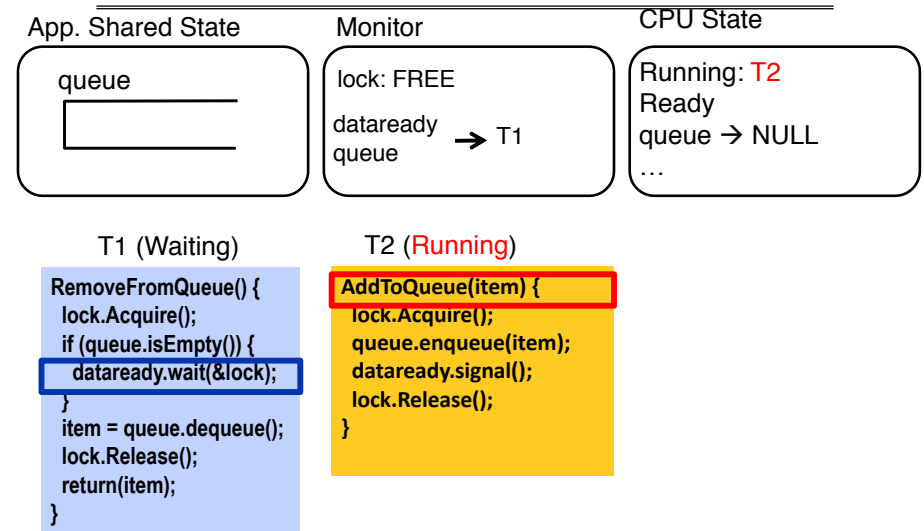 App. Shared State
queue
Monitor
lock: FREE
dataready
queue → T1
CPU State
Running: T2
Ready
queue → NULL
…
T1 (Waiting)
RemoveFromQueue() {
lock.Acquire();
if (queue.isEmpty()) {
dataready.wait(&lock);
}
item = queue.dequeue();
lock.Release();
return(item);
}
T2 (Running)
AddToQueue(item) {
lock.Acquire();
queue.enqueue(item);
dataready.signal();
lock.Release();
}